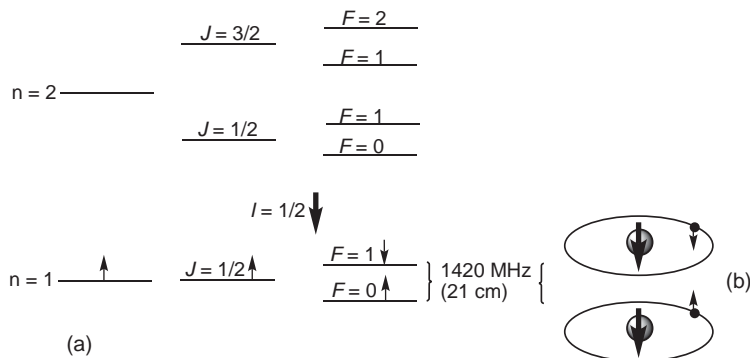 F = 2
J = 3/2
F = 1
n = 2
F = 1
J = 1/2
F = 0
I = 1/2
F = 1
n = 1
J = 1/2
1420 MHz
(21 cm)
F = 0
(b)
(a)